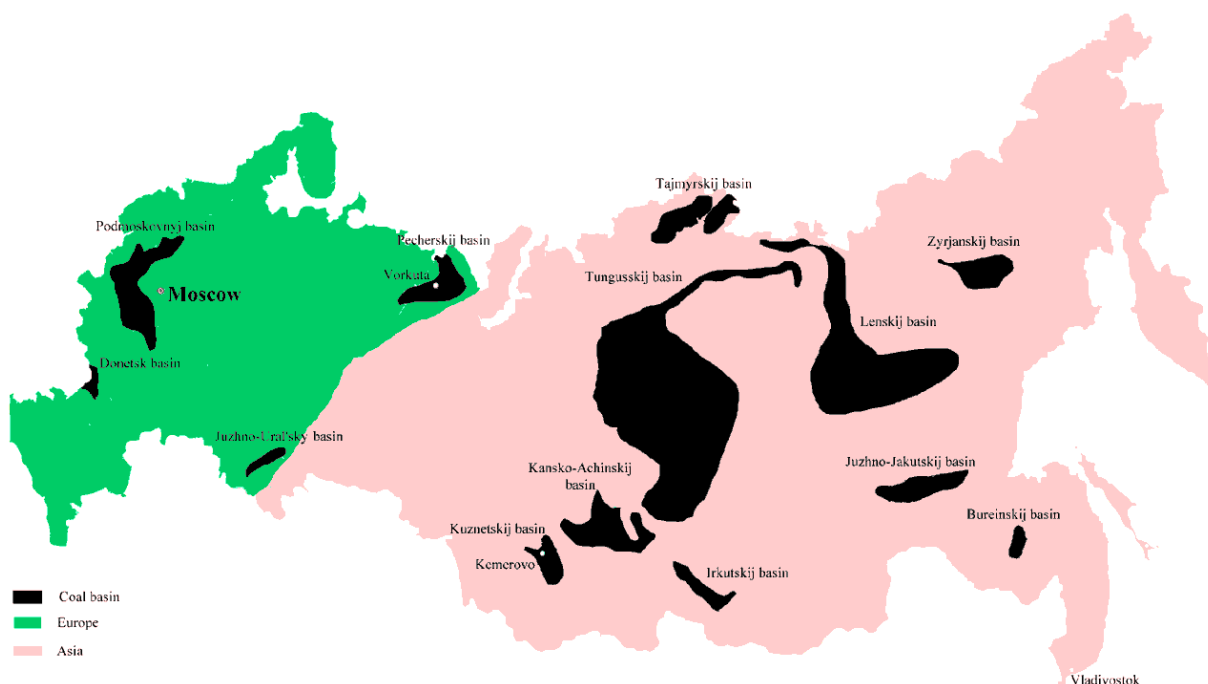 Tajmyrskij basin
Podmoskovnyj basin
Pecherskij basin
Zyrjanskij basin
Vorkuta
Tungusskij basin
Moscow
Lenskij basin
Donetsk basin
Juzhno-Ural'sky basin
Kansko-Achinskij
basin
Juzhno-Jakutskij basin
Bureinskij basin
Kuznetskij basin
Kemerovo
Irkutskij basin
Coal basin
Europe
Asia
Vladivostok